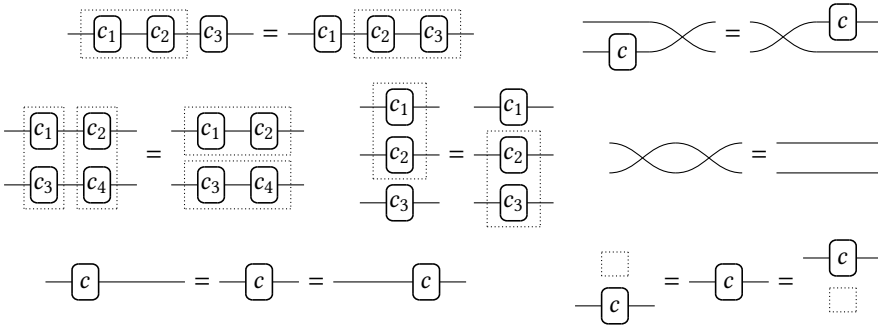 c₁ c₂ c₃ = c₁ c₂ c₃
c = c
c₁ c₂ = c₁ c₂
c₃ c₄ c₃ c₄
c₁ c₁
c₂ = c₂
c₃ c₃
=
c = c = c
c = c = c